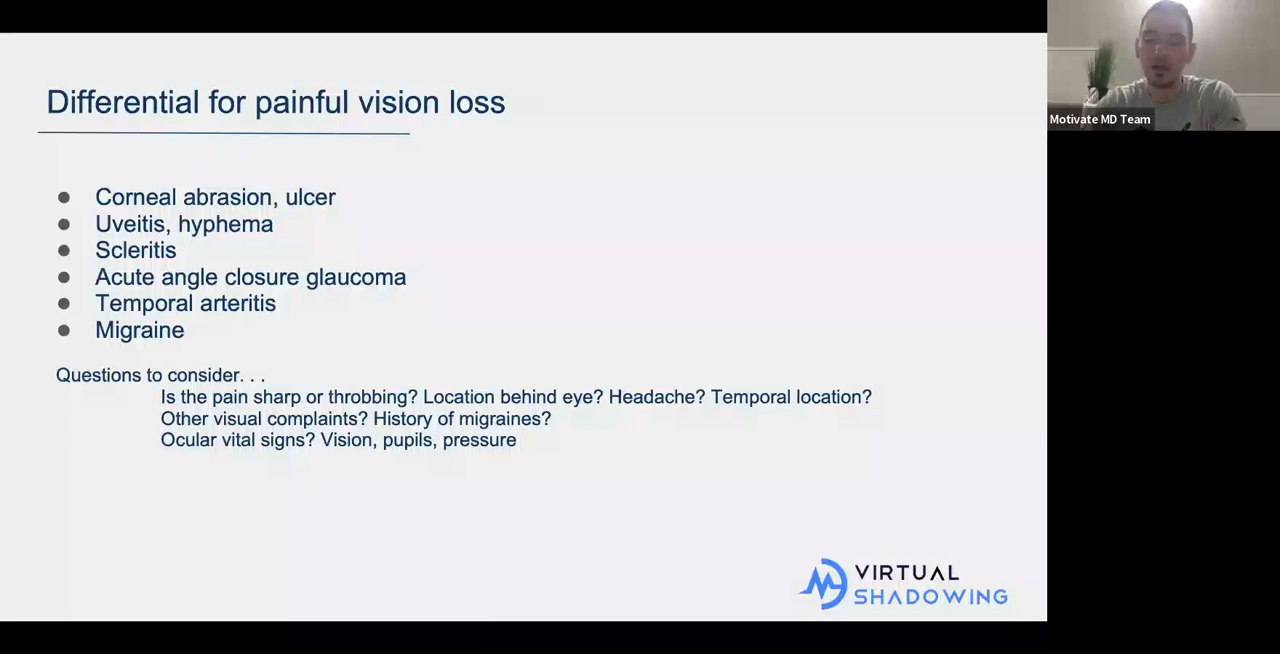 Differential for painful vision loss
● Corneal abrasion, ulcer
● Uveitis, hyphema
● Scleritis
● Acute angle closure glaucoma
● Temporal arteritis
● Migraine
Questions to consider. . .
Is the pain sharp or throbbing? Location behind eye? Headache? Temporal location?
Other visual complaints? History of migraines?
Ocular vital signs? Vision, pupils, pressure
VIRTUAL
SHADOWING
Motivate MD Team